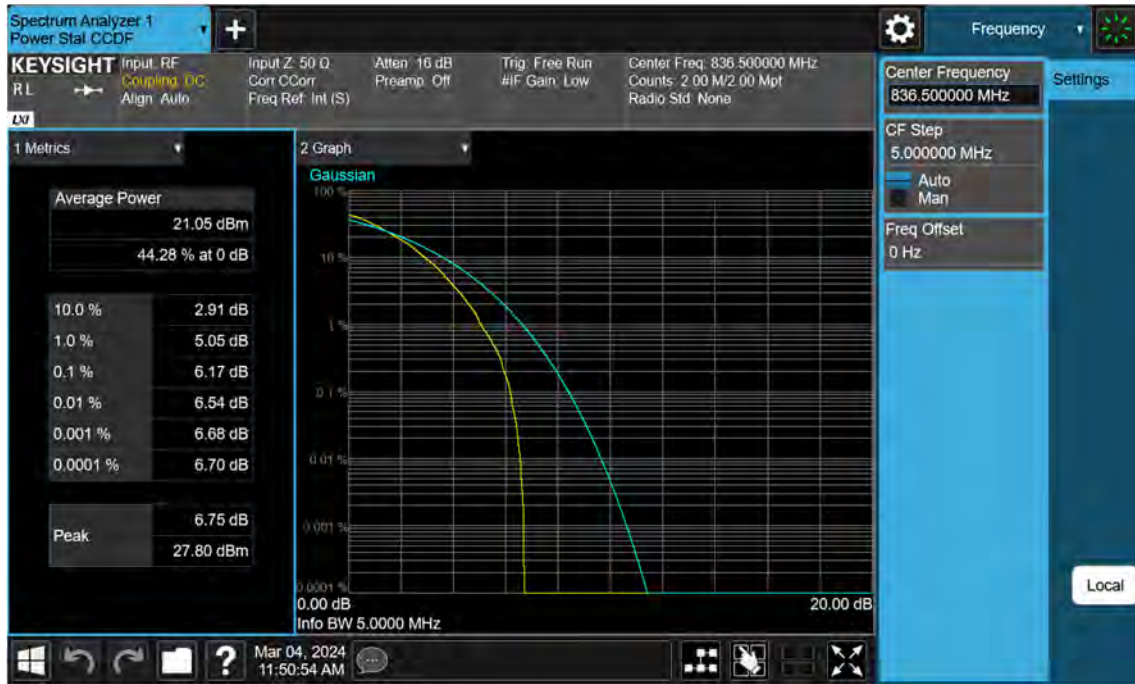 Spectrum Analyzer 1
Power Stat CCDF
Frequency
KEYSIGHT
R L
LXI
Input: RF
Coupling: DC
Align: Auto
Input Z: 50 Ω
Corr CCorr
Freq Ref: Int (S)
Atten: 16 dB
Preamp: Off
Trig: Free Run
#IF Gain: Low
Center Freq: 836.500000 MHz
Counts: 2.00 M/2.00 Mpt
Radio Std: None
Center Frequency
836.500000 MHz
Settings
CF Step
5.000000 MHz
Auto
Man
Freq Offset
0 Hz
1 Metrics
Average Power
21.05 dBm
44.28 % at 0 dB
10.0 % 2.91 dB
1.0 % 5.05 dB
0.1 % 6.17 dB
0.01 % 6.54 dB
0.001 % 6.68 dB
0.0001 % 6.70 dB
Peak 6.75 dB
27.80 dBm
2 Graph
Gaussian
100 %
10 %
1 %
0.1 %
0.01 %
0.001 %
0.0001 %
0.00 dB 20.00 dB
Info BW 5.0000 MHz
Local
?
Mar 04, 2024
11:50:54 AM